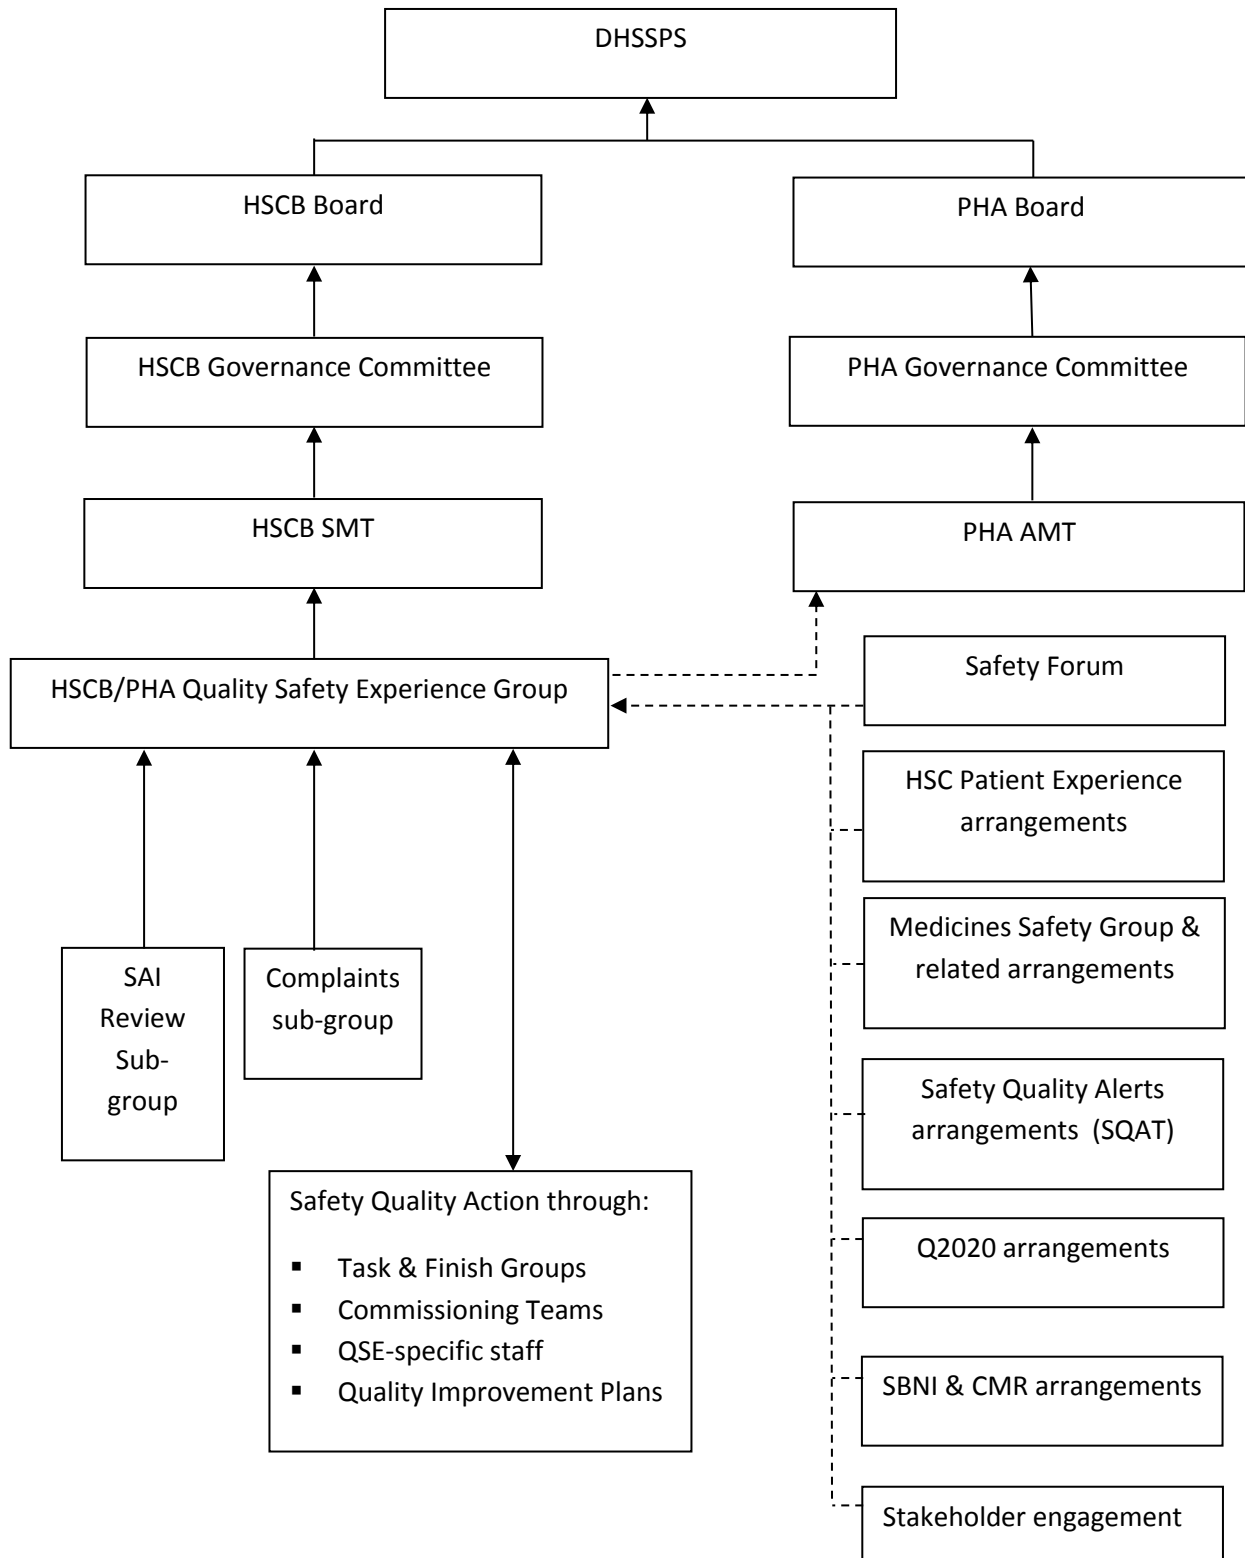 DHSSPS
HSCB Board
PHA Board
HSCB Governance Committee
PHA Governance Committee
HSCB SMT
PHA AMT
HSCB/PHA Quality Safety Experience Group
Safety Forum
HSC Patient Experience
arrangements
Medicines Safety Group &
related arrangements
SAI
Review
Sub-
group
Complaints
sub-group
Safety Quality Alerts
arrangements (SQAT)
Safety Quality Action through:
▪ Task & Finish Groups
▪ Commissioning Teams
▪ QSE-specific staff
▪ Quality Improvement Plans
Q2020 arrangements
SBNI & CMR arrangements
Stakeholder engagement